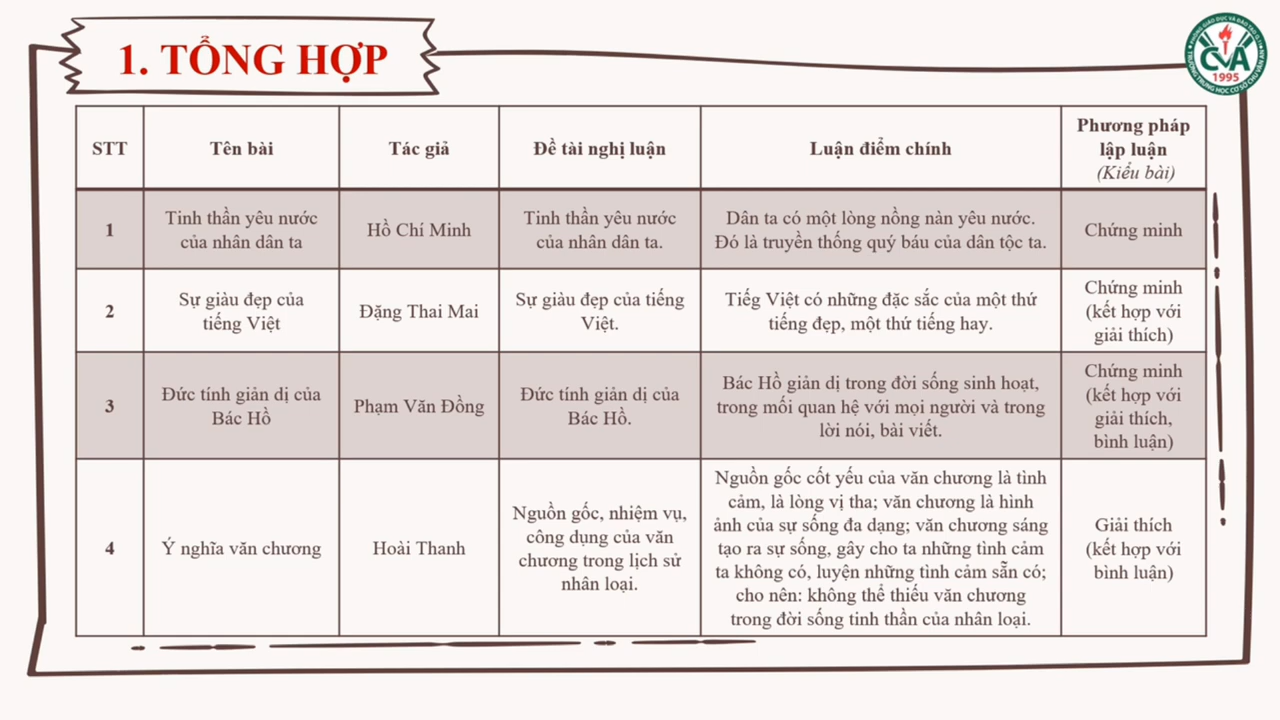 1. TỔNG HỢP
CVA
1995
STT
Tên bài
Tác giả
Đề tài nghị luận
Luận điểm chính
Phương pháp
lập luận
(Kiểu bài)
1
Tinh thần yêu nước
của nhân dân ta
Hồ Chí Minh
Tinh thần yêu nước
của nhân dân ta.
Dân ta có một lòng nồng nàn yêu nước.
Đó là truyền thống quý báu của dân tộc ta.
Chứng minh
2
Sự giàu đẹp của
tiếng Việt
Đặng Thai Mai
Sự giàu đẹp của tiếng
Việt.
Tiếg Việt có những đặc sắc của một thứ
tiếng đẹp, một thứ tiếng hay.
Chứng minh
(kết hợp với
giải thích)
3
Đức tính giản dị của
Bác Hồ
Phạm Văn Đồng
Đức tính giản dị của
Bác Hồ.
Bác Hồ giản dị trong đời sống sinh hoạt,
trong mối quan hệ với mọi người và trong
lời nói, bài viết.
Chứng minh
(kết hợp với
giải thích,
bình luận)
4
Ý nghĩa văn chương
Hoài Thanh
Nguồn gốc, nhiệm vụ,
công dụng của văn
chương trong lịch sử
nhân loại.
Nguồn gốc cốt yếu của văn chương là tình
cảm, là lòng vị tha; văn chương là hình
ảnh của sự sống đa dạng; văn chương sáng
tạo ra sự sống, gây cho ta những tình cảm
ta không có, luyện những tình cảm sẵn có;
cho nên: không thể thiếu văn chương
trong đời sống tinh thần của nhân loại.
Giải thích
(kết hợp với
bình luận)